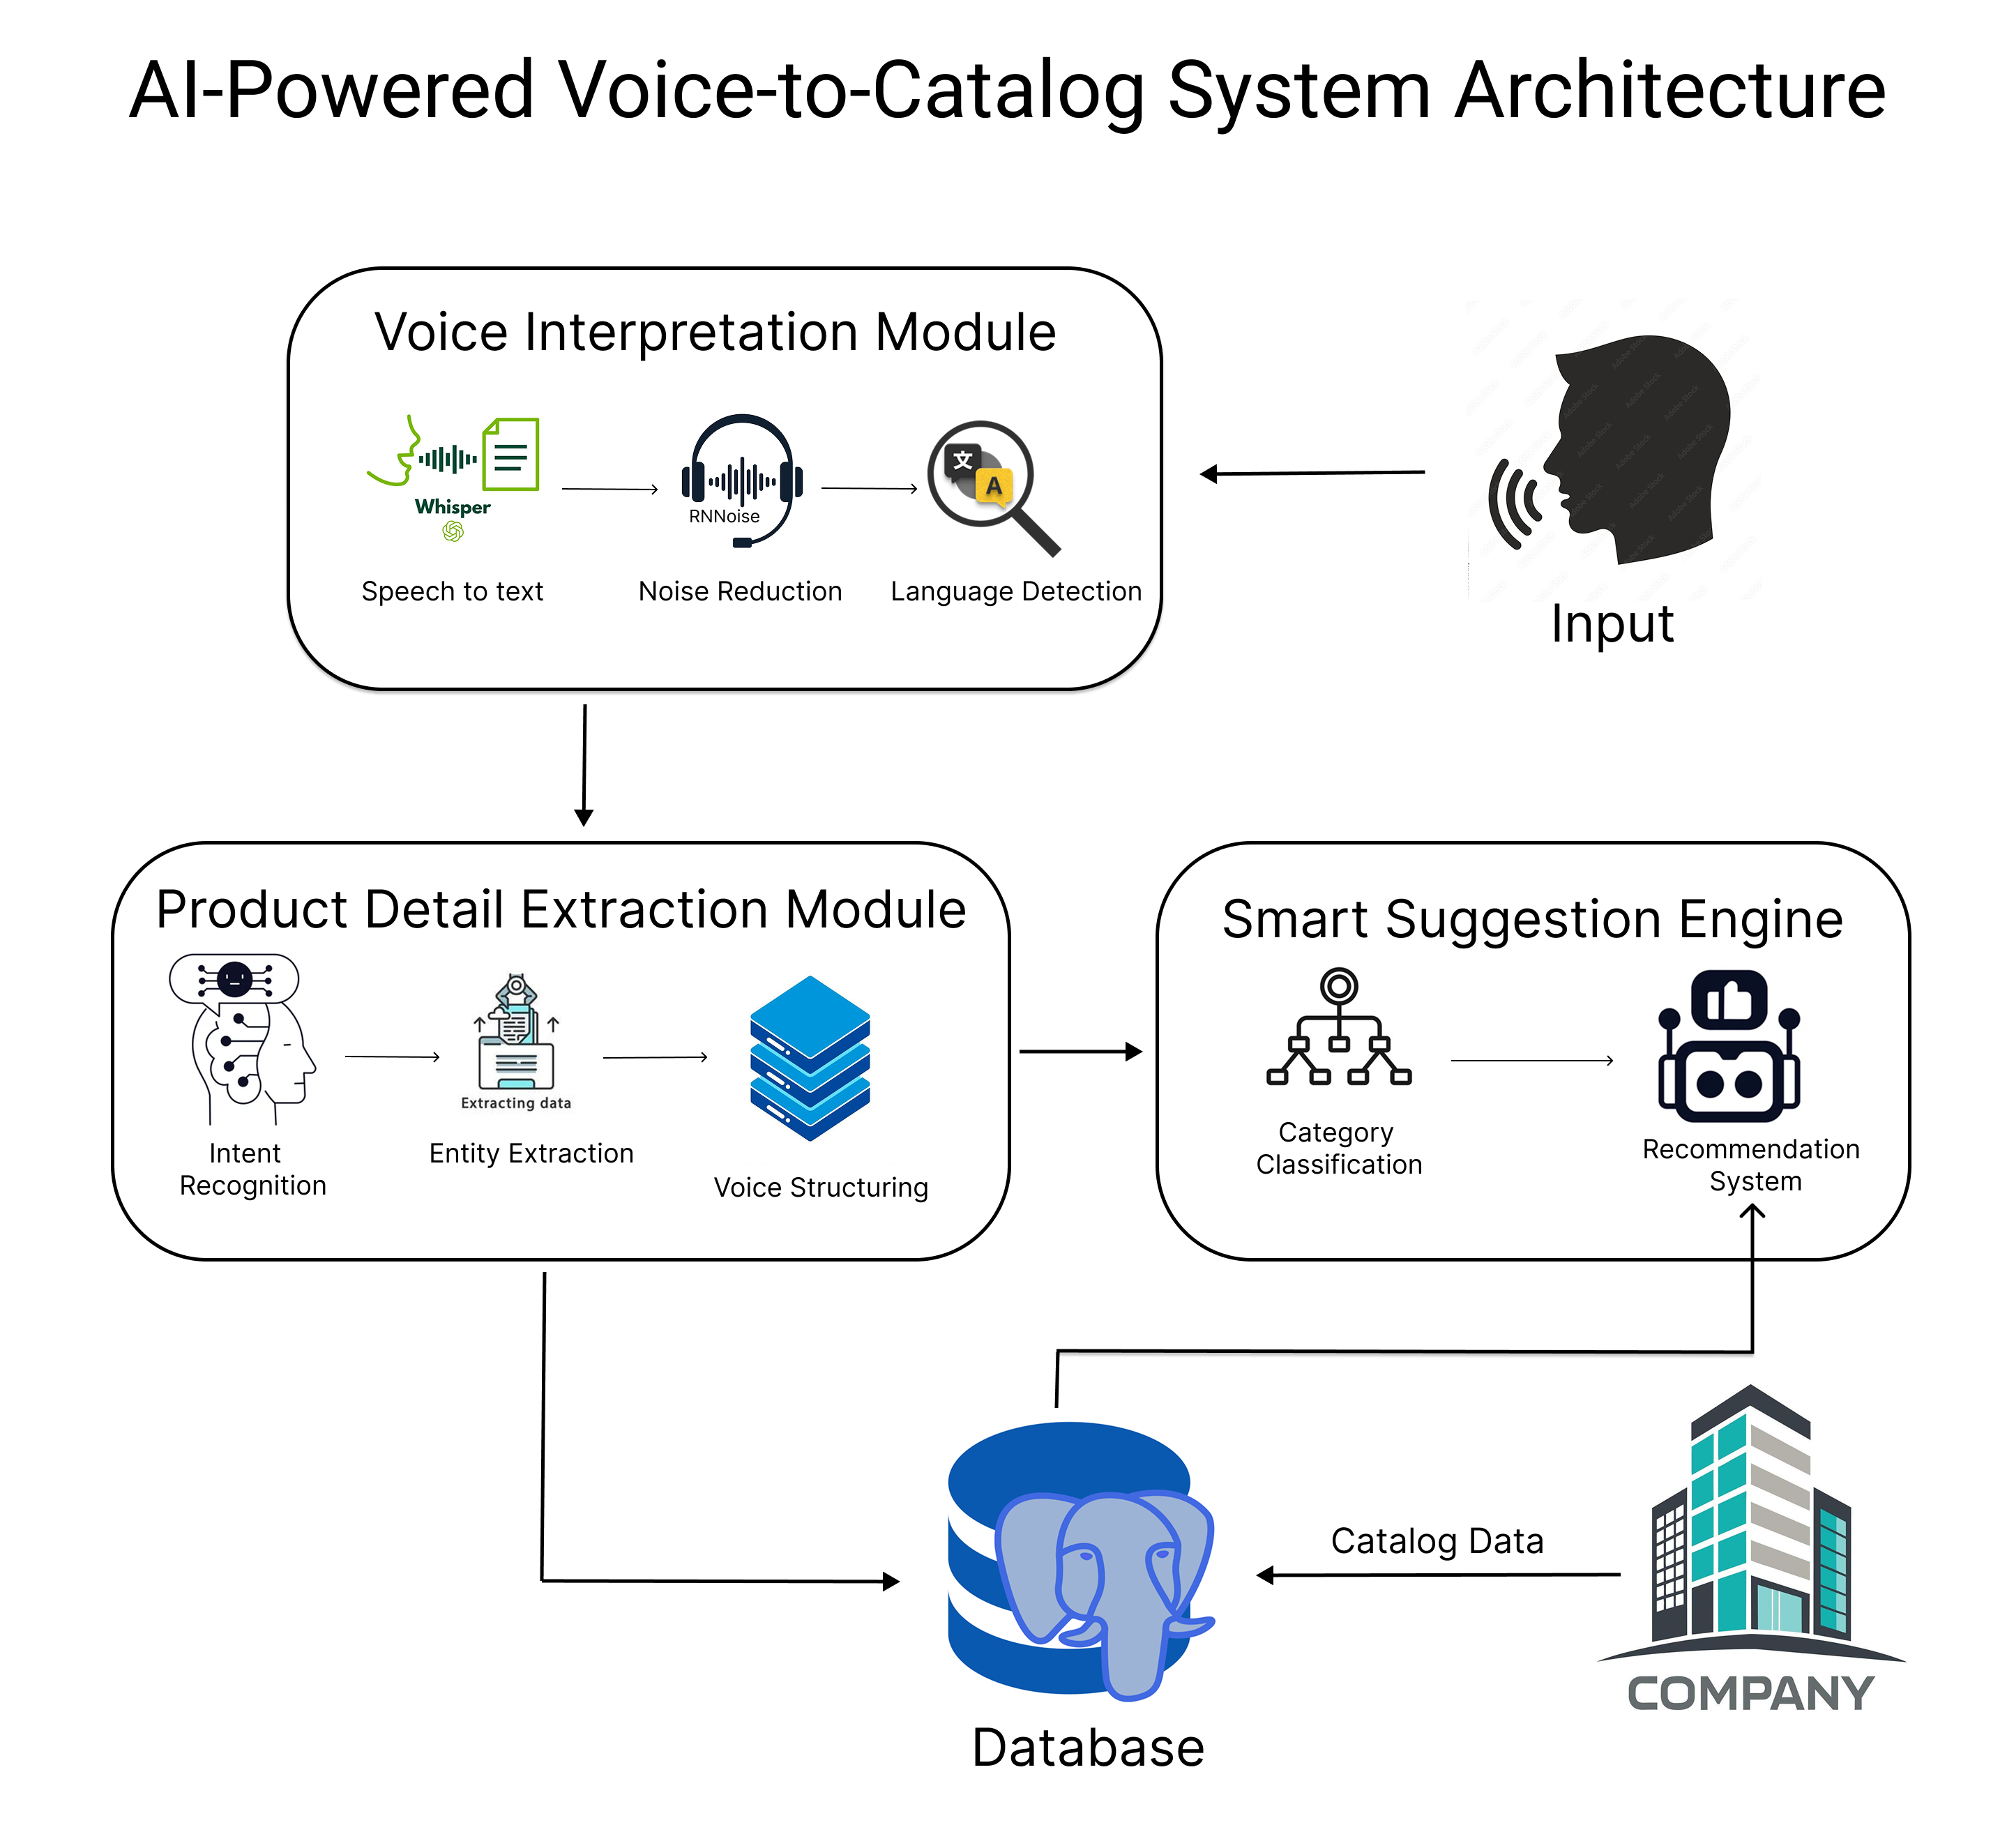 AI-Powered Voice-to-Catalog System Architecture
Voice Interpretation Module
Whisper
RNNoise
文
A
Speech to text
Noise Reduction
Language Detection
Adobe Stock
Input
Product Detail Extraction Module
Extracting data
Intent
Recognition
Entity Extraction
Voice Structuring
Smart Suggestion Engine
Category
Classification
Recommendation
System
Catalog Data
COMPANY
Database